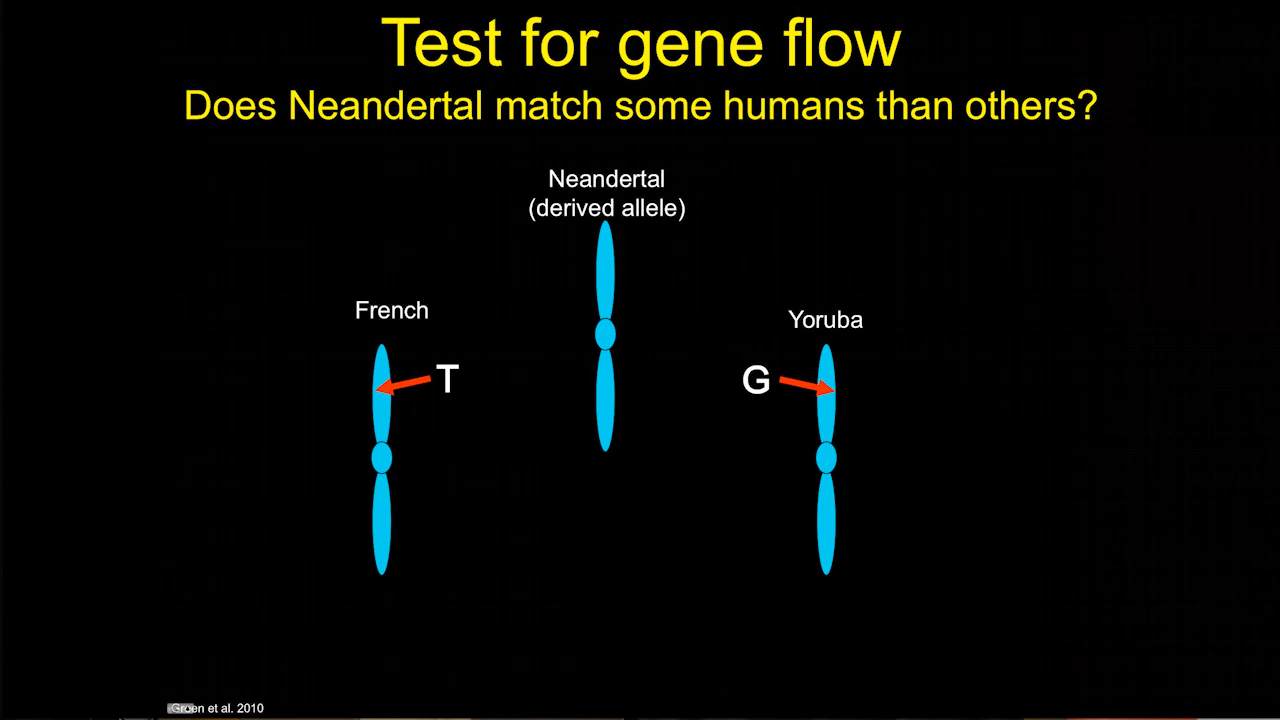 Test for gene flow
Does Neandertal match some humans than others?
Neandertal
(derived allele)
French
Yoruba
T
G
Green et al. 2010